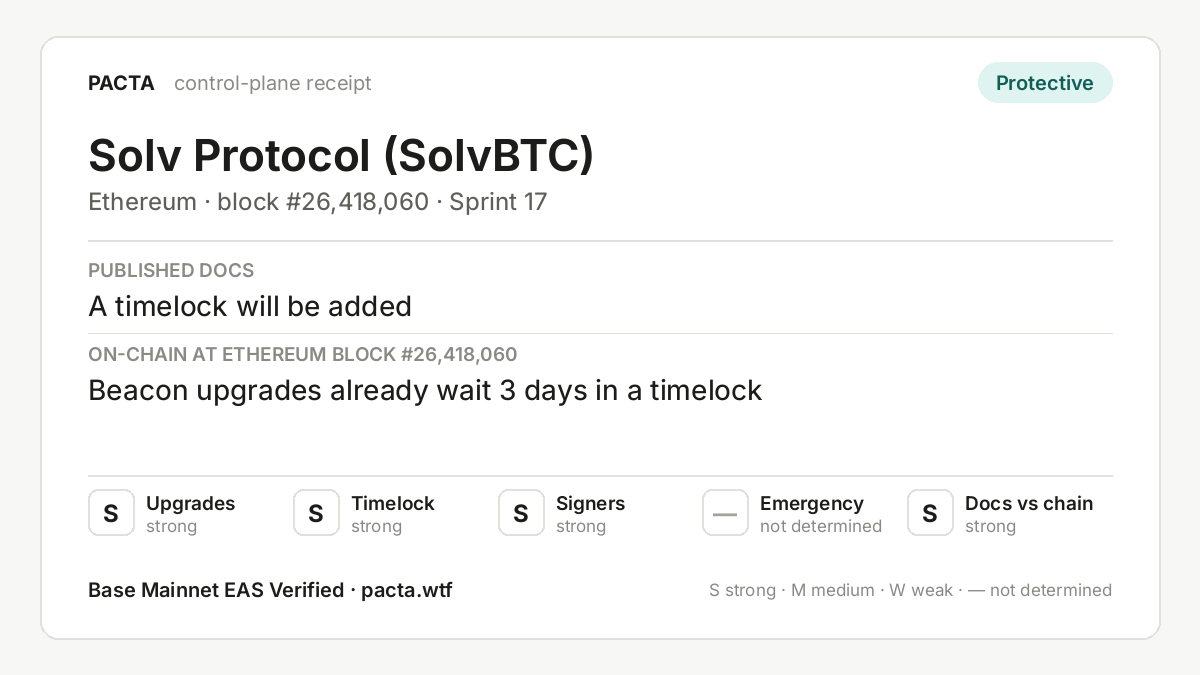 PACTA control-plane receipt Protective
Solv Protocol (SolvBTC)
Ethereum · block #26,418,060 · Sprint 17
PUBLISHED DOCS
A timelock will be added
ON-CHAIN AT ETHEREUM BLOCK #26,418,060
Beacon upgrades already wait 3 days in a timelock
S Upgrades strong
S Timelock strong
S Signers strong
— Emergency not determined
S Docs vs chain strong
Base Mainnet EAS Verified · pacta.wtf
S strong · M medium · W weak · — not determined